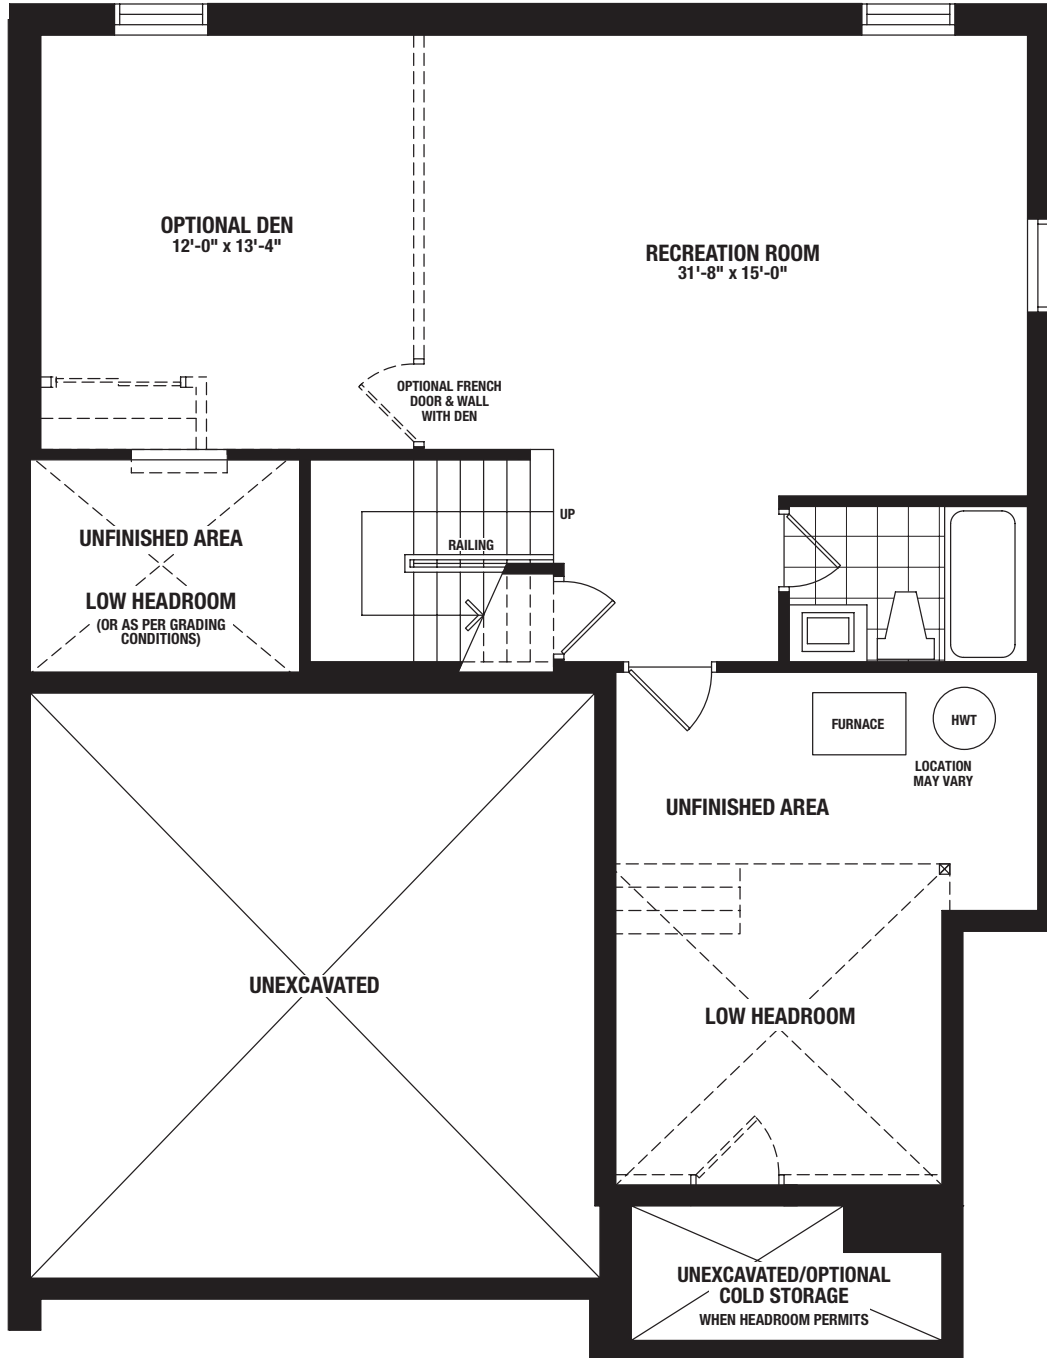 OPTIONAL DEN
12'-0" x 13'-4"
RECREATION ROOM
31'-8" x 15'-0"
OPTIONAL FRENCH
DOOR & WALL
WITH DEN
UP
RAILING
UNFINISHED AREA
LOW HEADROOM
(OR AS PER GRADING
CONDITIONS)
FURNACE
HWT
LOCATION
MAY VARY
UNFINISHED AREA
UNEXCAVATED
LOW HEADROOM
UNEXCAVATED/OPTIONAL
COLD STORAGE
WHEN HEADROOM PERMITS